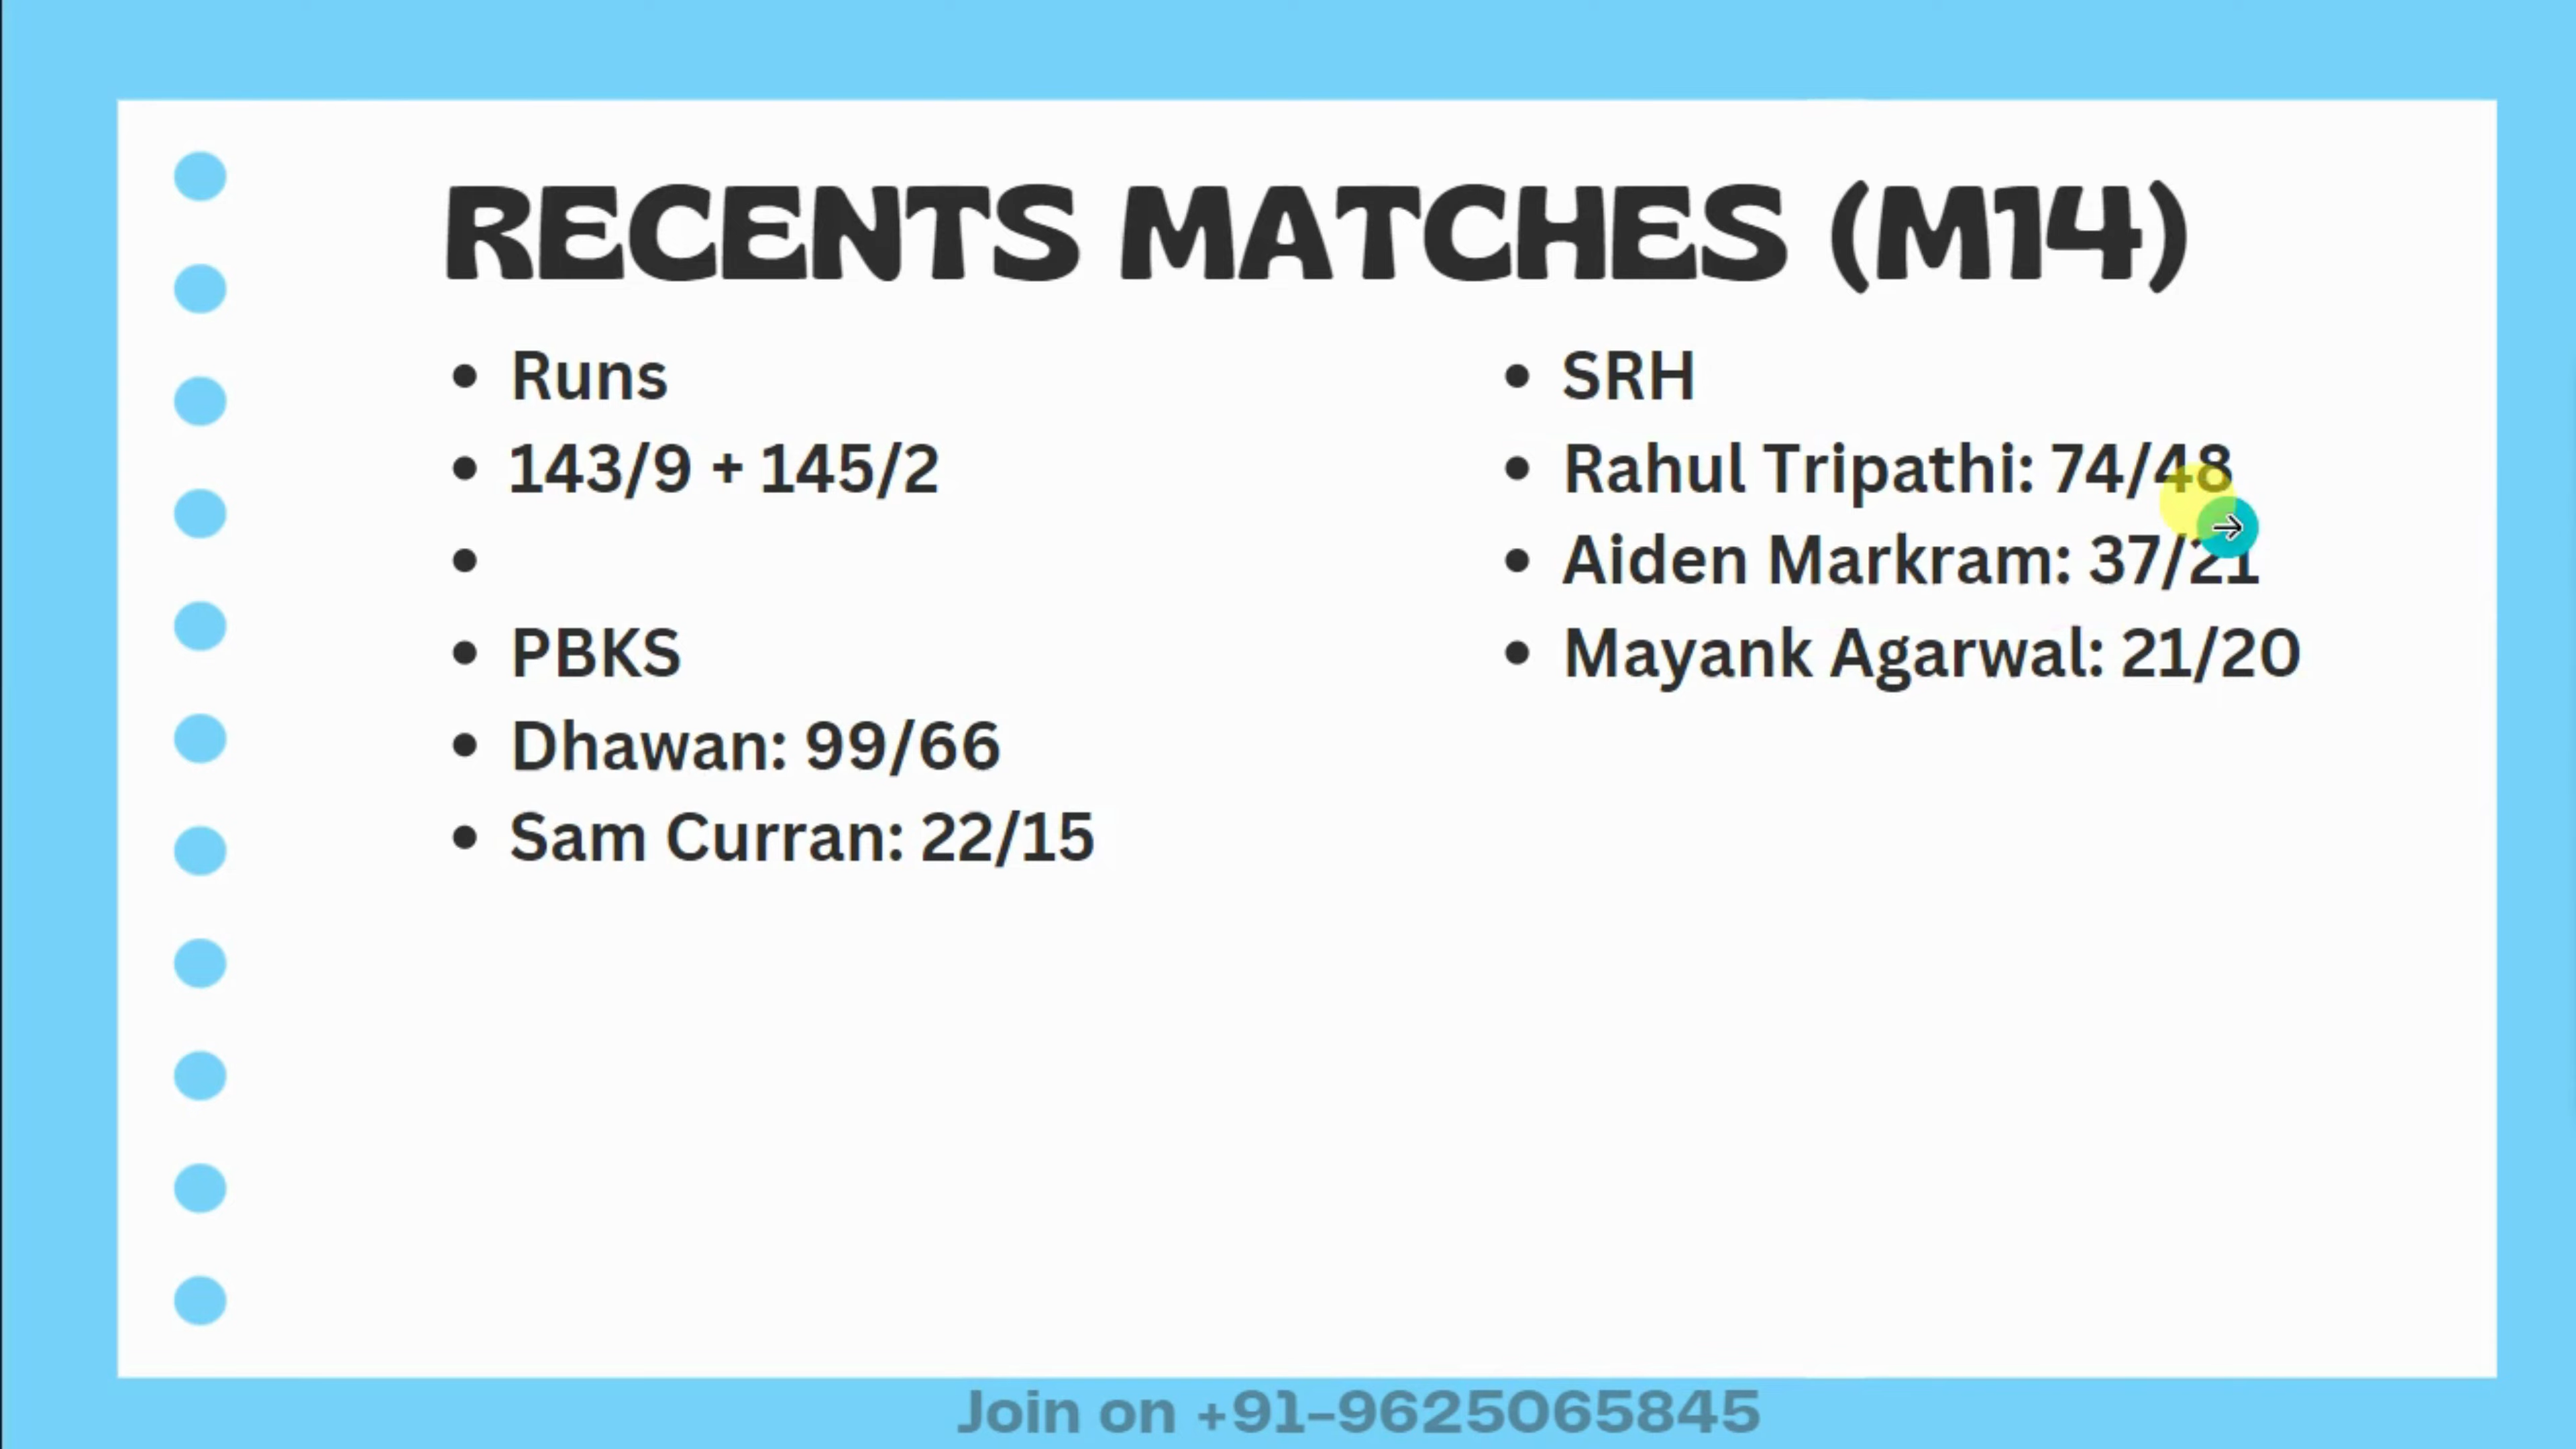 RECENTS MATCHES (M14)
• Runs
• 143/9 + 145/2
•
• PBKS
• Dhawan: 99/66
• Sam Curran: 22/15
• SRH
• Rahul Tripathi: 74/48
• Aiden Markram: 37/21
• Mayank Agarwal: 21/20
Join on +91-9625065845